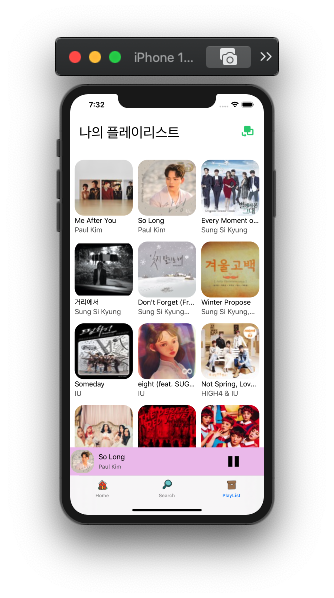 iPhone 1...
7:32
나의 플레이리스트
Me After You
Paul Kim
So Long
Paul Kim
Every Moment o...
Sung Si Kyung
거리에서
Sung Si Kyung
Don't Forget (Fr...
Sung Si Kyung...
겨울고백
Winter Propose
Sung Si Kyung,...
Someday
IU
eight (feat. SUG...
IU
Not Spring, Lov...
HIGH4 & IU
So Long
Paul Kim
Home
Search
PlayList